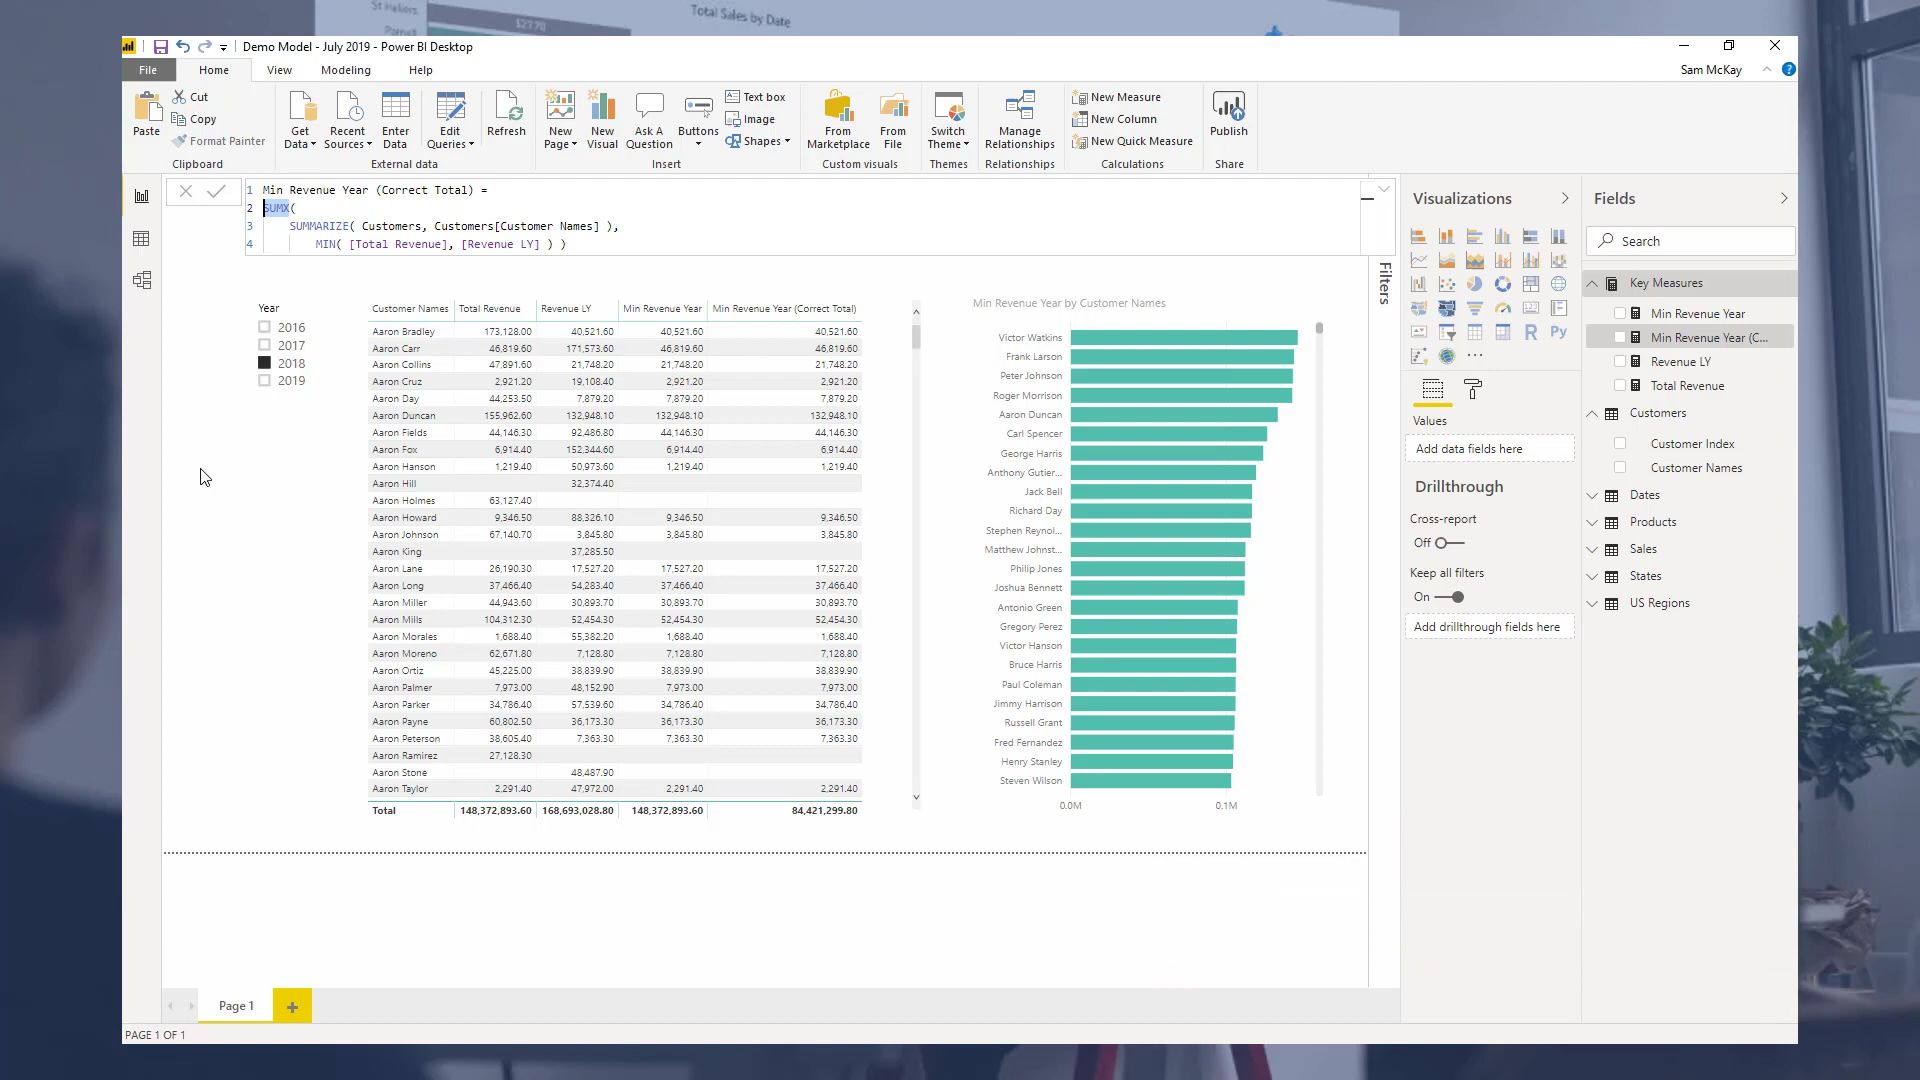 St Heliers
$27.70
Parnell
Total Sales by Date
Demo Model - July 2019 - Power BI Desktop
File
Home
View
Modeling
Help
Sam McKay
Paste
Cut
Copy
Format Painter
Clipboard
Get Data
Recent Sources
Enter Data
Edit Queries
Refresh
External data
New Page
New Visual
Ask A Question
Buttons
Text box
Image
Shapes
Insert
From Marketplace
From File
Custom visuals
Switch Theme
Themes
Manage Relationships
Relationships
New Measure
New Column
New Quick Measure
Calculations
Publish
Share
1 Min Revenue Year (Correct Total) =
2 SUMX(
3 SUMMARIZE( Customers, Customers[Customer Names] ),
4 MIN( [Total Revenue], [Revenue LY] ) )
Year
2016
2017
2018
2019
Customer Names Total Revenue Revenue LY Min Revenue Year Min Revenue Year (Correct Total)
Aaron Bradley 173,128.00 40,521.60 40,521.60 40,521.60
Aaron Carr 46,819.60 171,573.60 46,819.60 46,819.60
Aaron Collins 47,891.60 21,748.20 21,748.20 21,748.20
Aaron Cruz 2,921.20 19,108.40 2,921.20 2,921.20
Aaron Day 44,253.50 7,879.20 7,879.20 7,879.20
Aaron Duncan 155,962.60 132,948.10 132,948.10 132,948.10
Aaron Fields 44,146.30 92,486.80 44,146.30 44,146.30
Aaron Fox 6,914.40 152,344.60 6,914.40 6,914.40
Aaron Hanson 1,219.40 50,973.60 1,219.40 1,219.40
Aaron Hill 32,374.40
Aaron Holmes 63,127.40
Aaron Howard 9,346.50 88,326.10 9,346.50 9,346.50
Aaron Johnson 67,140.70 3,845.80 3,845.80 3,845.80
Aaron King 37,285.50
Aaron Lane 26,190.30 17,527.20 17,527.20 17,527.20
Aaron Long 37,466.40 54,283.40 37,466.40 37,466.40
Aaron Miller 44,943.60 30,893.70 30,893.70 30,893.70
Aaron Mills 104,312.30 52,454.30 52,454.30 52,454.30
Aaron Morales 1,688.40 55,382.20 1,688.40 1,688.40
Aaron Moreno 62,671.80 7,128.80 7,128.80 7,128.80
Aaron Ortiz 45,225.00 38,839.90 38,839.90 38,839.90
Aaron Palmer 7,973.00 48,152.90 7,973.00 7,973.00
Aaron Parker 34,786.40 57,539.60 34,786.40 34,786.40
Aaron Payne 60,802.50 36,173.30 36,173.30 36,173.30
Aaron Peterson 38,605.40 7,363.30 7,363.30 7,363.30
Aaron Ramirez 27,128.30
Aaron Stone 48,487.90
Aaron Taylor 2,291.40 47,972.00 2,291.40 2,291.40
Total 148,372,893.60 168,693,028.80 148,372,893.60 84,421,299.80
Min Revenue Year by Customer Names
Victor Watkins
Frank Larson
Peter Johnson
Roger Morrison
Aaron Duncan
Carl Spencer
George Harris
Anthony Gutier...
Jack Bell
Richard Day
Stephen Reynol...
Matthew Johnst...
Philip Jones
Joshua Bennett
Antonio Green
Gregory Perez
Victor Hanson
Bruce Harris
Paul Coleman
Jimmy Harrison
Russell Grant
Fred Fernandez
Henry Stanley
Steven Wilson
0.0M 0.1M
Filters
Visualizations
R
Py
...
Values
Add data fields here
Drillthrough
Cross-report
Off
Keep all filters
On
Add drillthrough fields here
Fields
Search
Key Measures
Min Revenue Year
Min Revenue Year (C...
Revenue LY
Total Revenue
Customers
Customer Index
Customer Names
Dates
Products
Sales
States
US Regions
Page 1
PAGE 1 OF 1